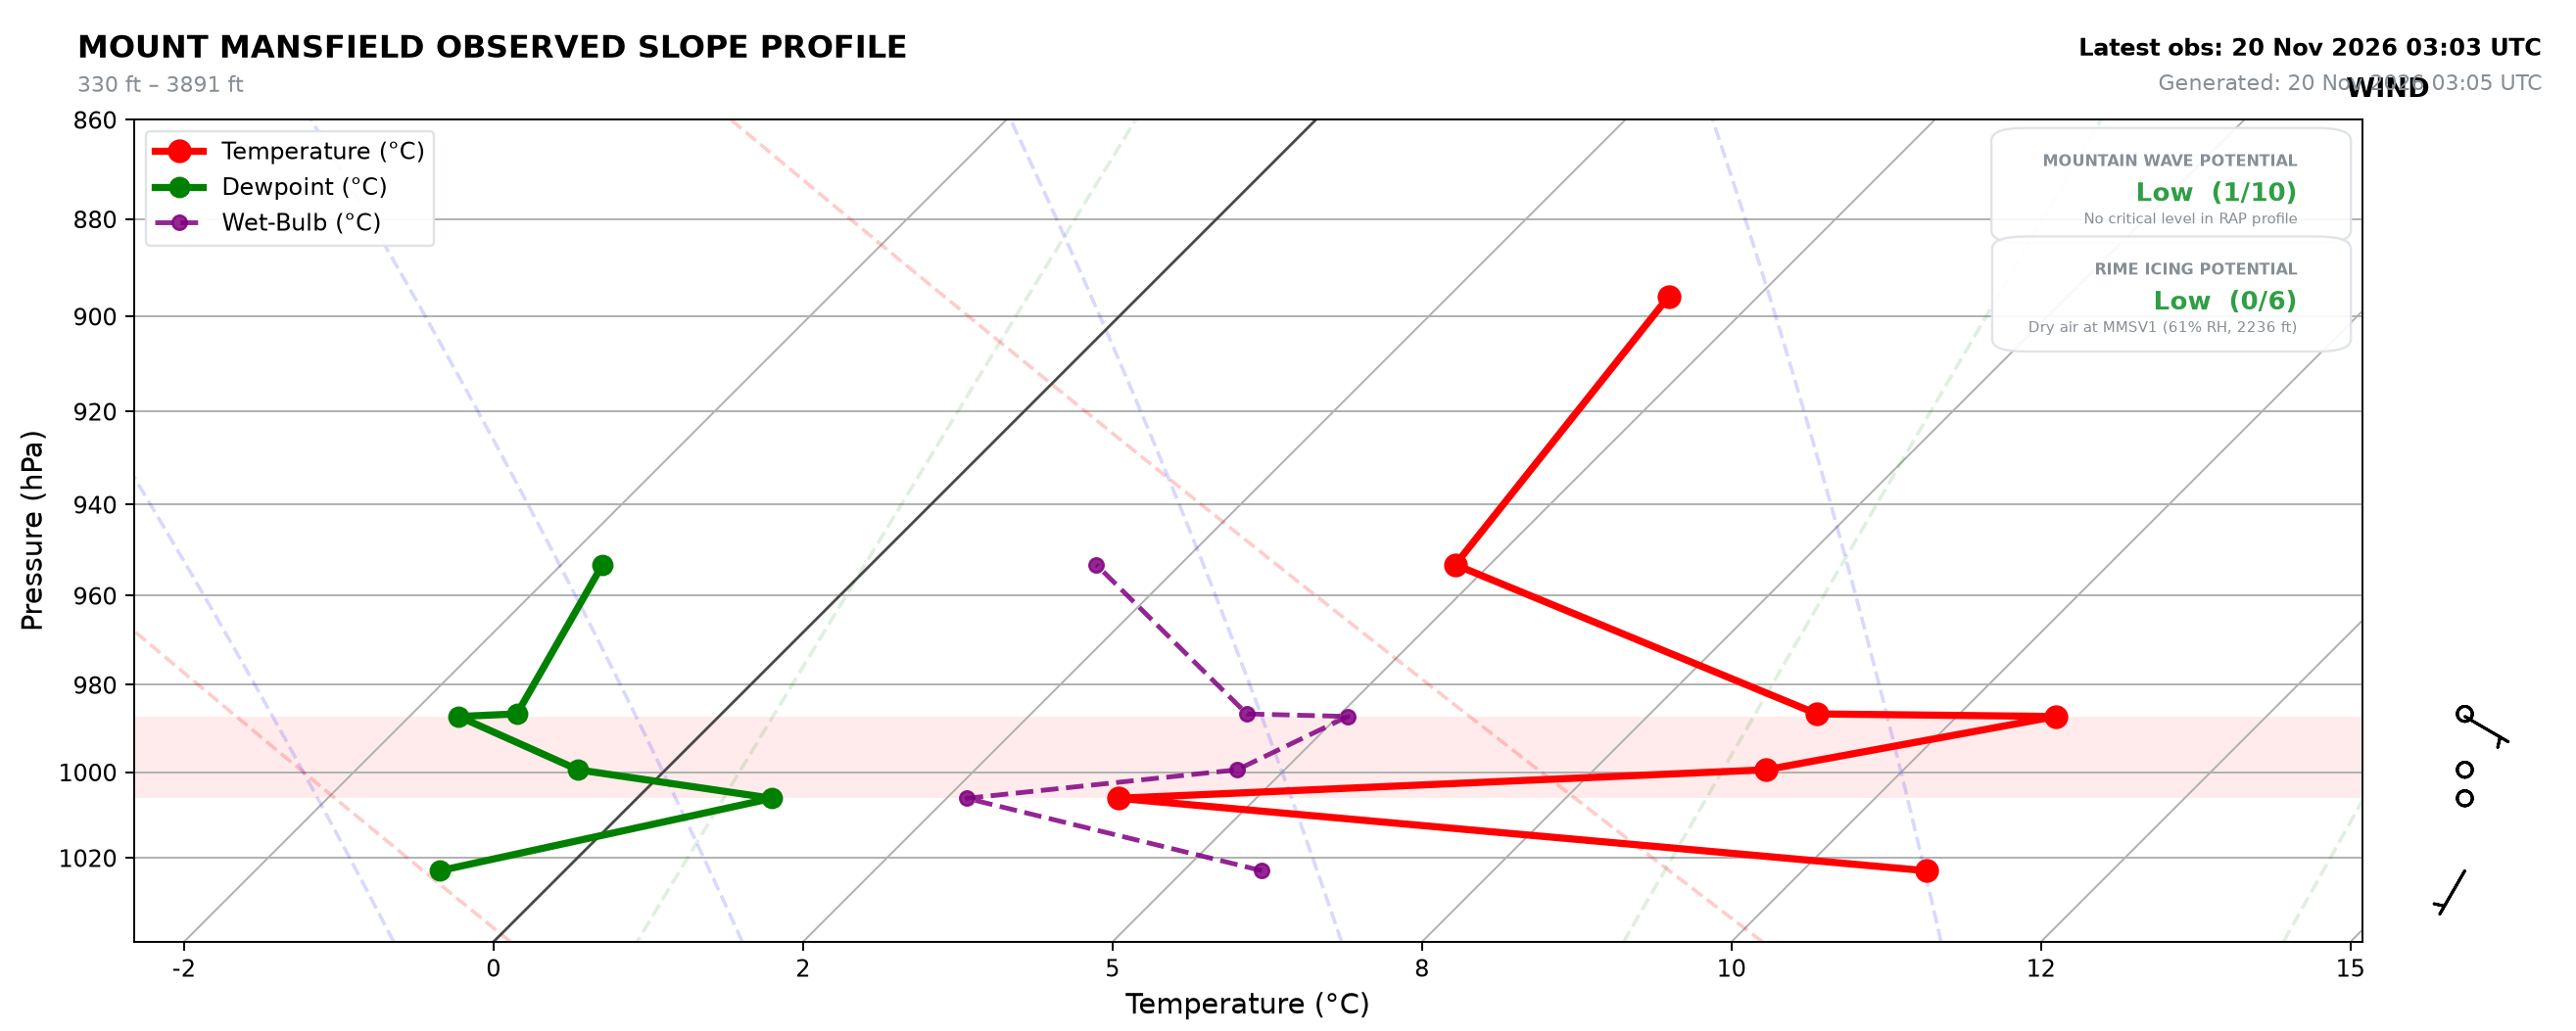 MOUNT MANSFIELD OBSERVED SLOPE PROFILE
330 ft – 3891 ft
Latest obs: 20 Nov 2026 03:03 UTC
Generated: 20 Nov 2026 03:05 UTC
WIND
Temperature (°C)
Dewpoint (°C)
Wet-Bulb (°C)
MOUNTAIN WAVE POTENTIAL
Low (1/10)
No critical level in RAP profile
RIME ICING POTENTIAL
Low (0/6)
Dry air at MMSV1 (61% RH, 2236 ft)
Pressure (hPa)
860
880
900
920
940
960
980
1000
1020
-2 0 2 5 8 10 12 15
Temperature (°C)